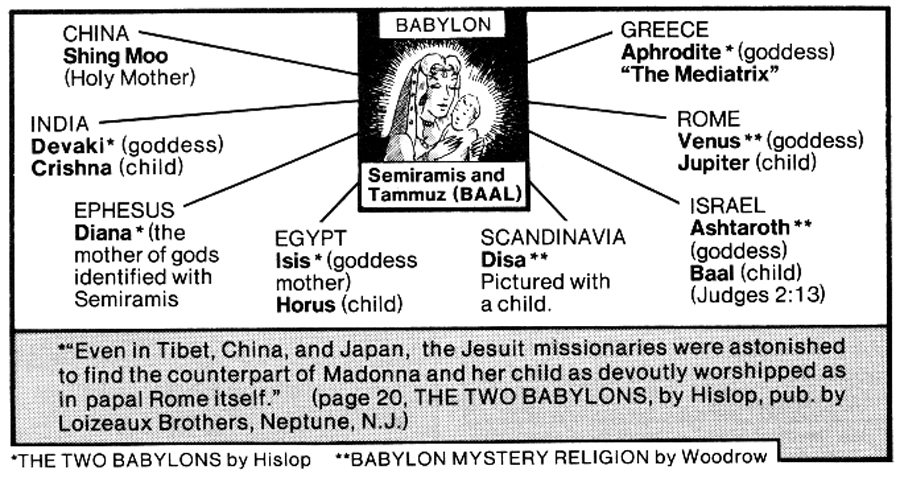 BABYLON
Semiramis and
Tammuz (BAAL)
CHINA
Shing Moo
(Holy Mother)
INDIA
Devaki* (goddess)
Crishna (child)
EPHESUS
Diana* (the
mother of gods
identified with
Semiramis
EGYPT
Isis* (goddess
mother)
Horus (child)
SCANDINAVIA
Disa**
Pictured with
a child.
GREECE
Aphrodite* (goddess)
"The Mediatrix"
ROME
Venus** (goddess)
Jupiter (child)
ISRAEL
Ashtaroth**
(goddess)
Baal (child)
(Judges 2:13)
*"Even in Tibet, China, and Japan, the Jesuit missionaries were astonished
to find the counterpart of Madonna and her child as devoutly worshipped as
in papal Rome itself." (page 20, THE TWO BABYLONS, by Hislop, pub. by
Loizeaux Brothers, Neptune, N.J.)
*THE TWO BABYLONS by Hislop **BABYLON MYSTERY RELIGION by Woodrow